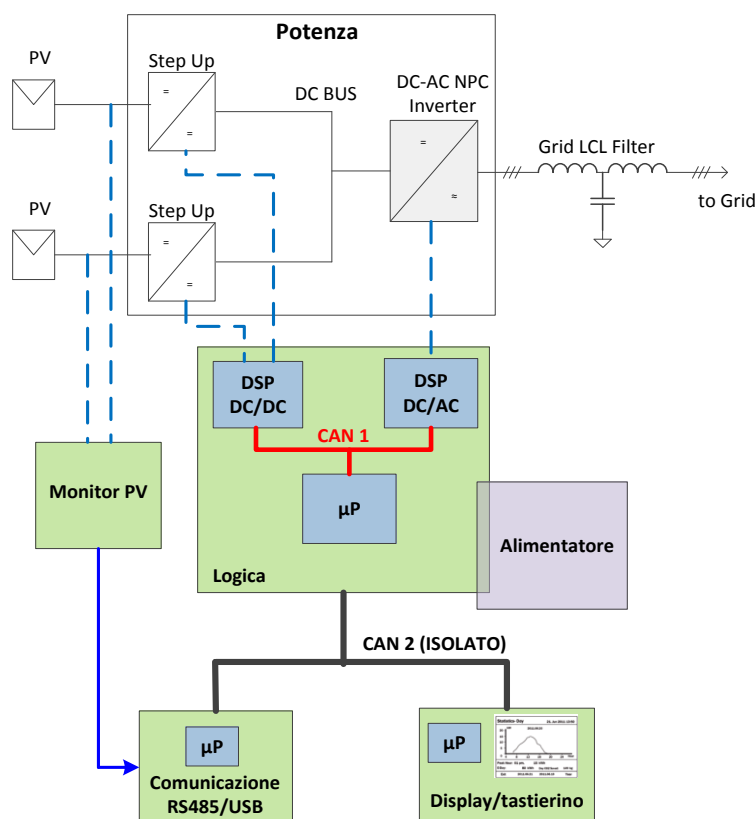 Potenza
PV
Step Up
=
=
DC BUS
DC-AC NPC
Inverter
=
≈
Grid LCL Filter
to Grid
PV
Step Up
=
=
DSP
DC/DC
DSP
DC/AC
CAN 1
µP
Monitor PV
Logica
Alimentatore
CAN 2 (ISOLATO)
µP
Comunicazione
RS485/USB
µP
Statistics- Day
Display/tastierino